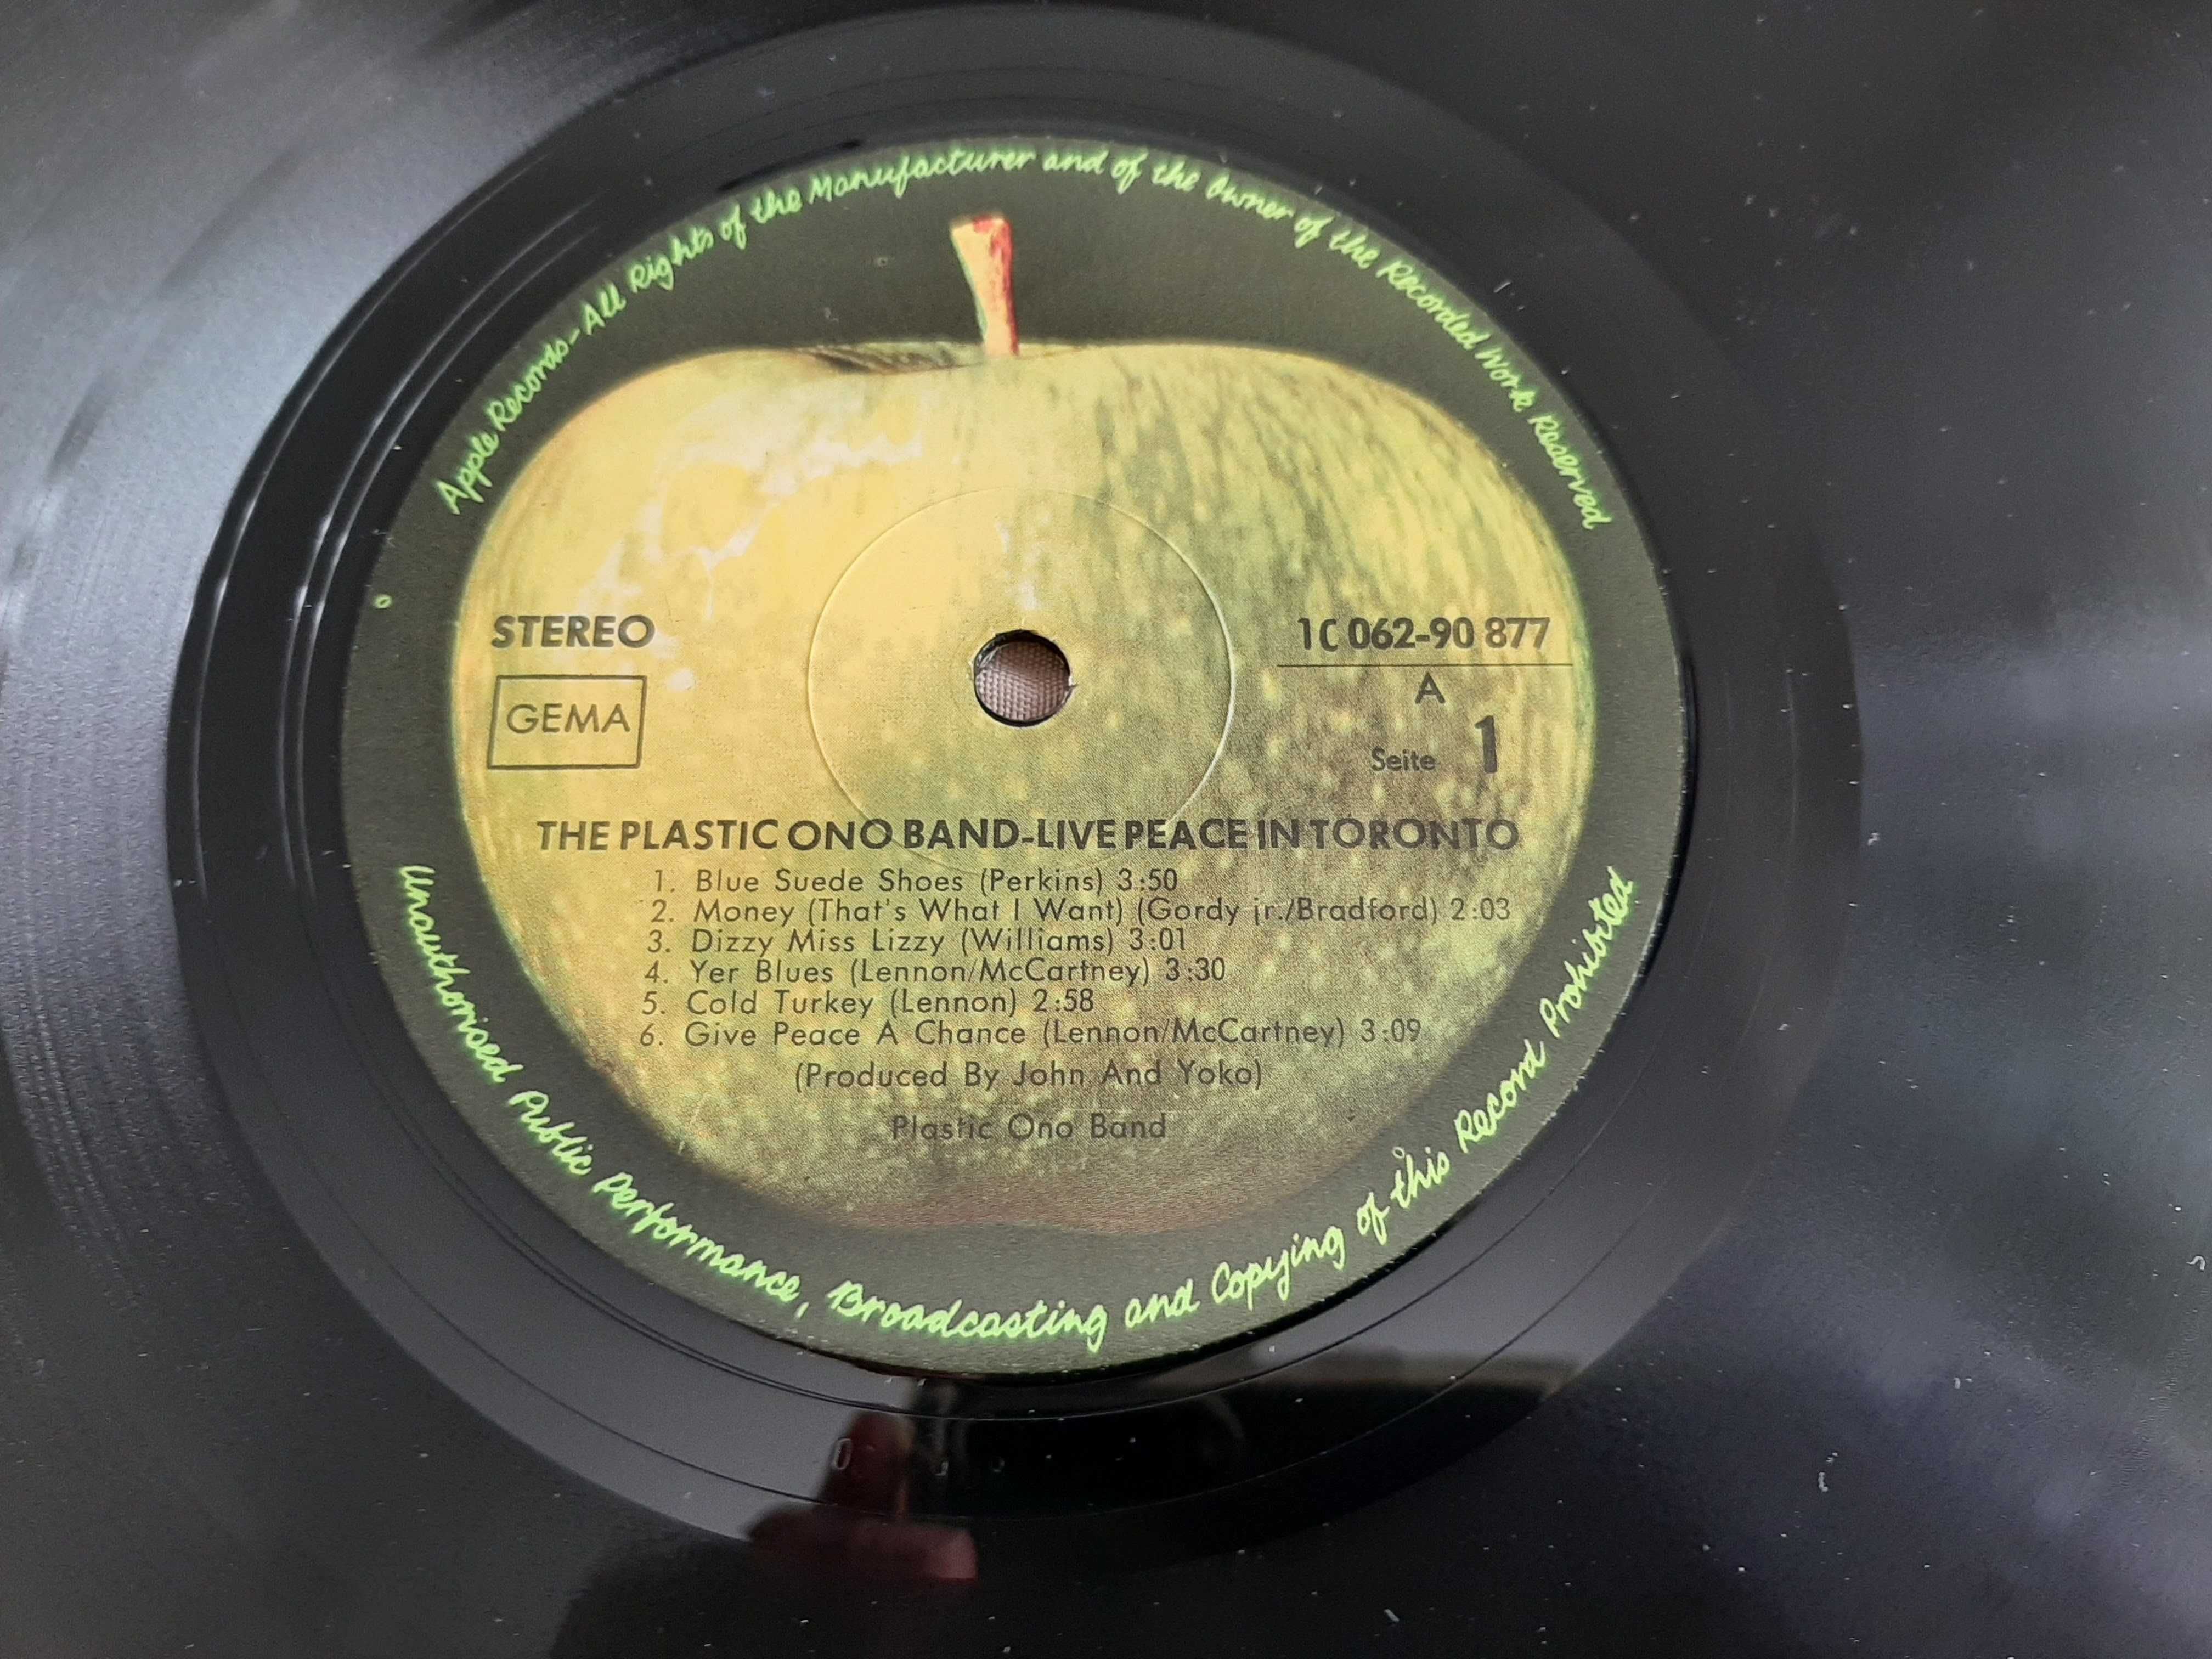 Apple Records-All Rights of the Manufacturer and of the Owner of the Recorded Work Reserved
STEREO
GEMA
1C 062-90 877
A
Seite 1
THE PLASTIC ONO BAND-LIVE PEACE IN TORONTO
1. Blue Suede Shoes (Perkins) 3:50
2. Money (That's What I Want) (Gordy jr./Bradford) 2:03
3. Dizzy Miss Lizzy (Williams) 3:01
4. Yer Blues (Lennon/McCartney) 3:30
5. Cold Turkey (Lennon) 2:58
6. Give Peace A Chance (Lennon/McCartney) 3:09
(Produced By John And Yoko)
Plastic Ono Band
Unauthorised Public Performance, Broadcasting and Copying of this Record Prohibited